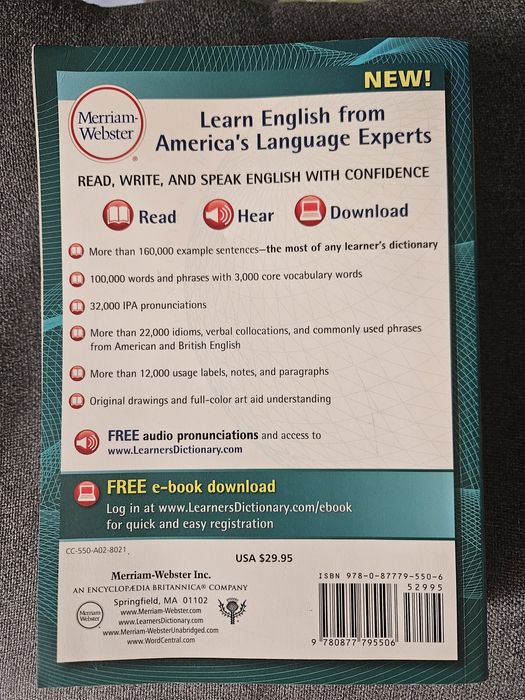 NEW!
Merriam-
Webster
®
Learn English from
America's Language Experts
READ, WRITE, AND SPEAK ENGLISH WITH CONFIDENCE
Read Hear Download
More than 160,000 example sentences—the most of any learner's dictionary
100,000 words and phrases with 3,000 core vocabulary words
32,000 IPA pronunciations
More than 22,000 idioms, verbal collocations, and commonly used phrases
from American and British English
More than 12,000 usage labels, notes, and paragraphs
Original drawings and full-color art aid understanding
FREE audio pronunciations and access to
www.LearnersDictionary.com
FREE e-book download
Log in at www.LearnersDictionary.com/ebook
for quick and easy registration
CC-550-A02-8021
USA $29.95
Merriam-Webster Inc.
AN ENCYCLOPÆDIA BRITANNICA® COMPANY
Springfield, MA 01102
Merriam
Webster
www.Merriam-Webster.com
www.LearnersDictionary.com
www.Merriam-WebsterUnabridged.com
www.WordCentral.com
ISBN 978-0-87779-550-6
52995
9 780877 795506